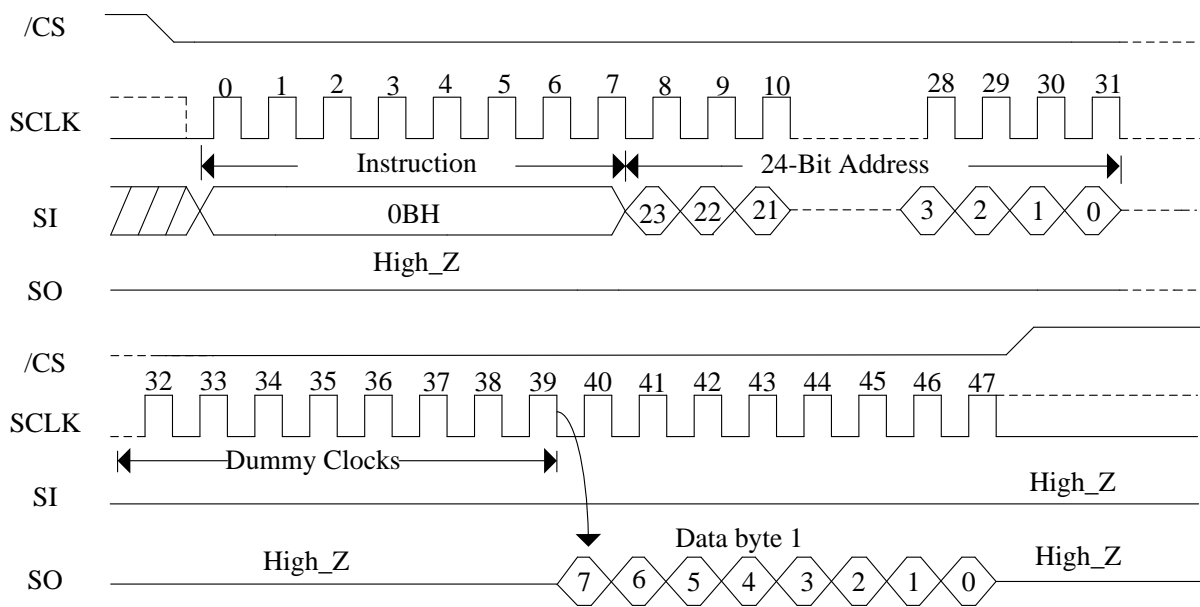 /CS
0 1 2 3 4 5 6 7 8 9 10 28 29 30 31
SCLK
Instruction 24-Bit Address
SI 0BH 23 22 21 3 2 1 0
High_Z
SO
/CS
32 33 34 35 36 37 38 39 40 41 42 43 44 45 46 47
SCLK
Dummy Clocks
SI High_Z
Data byte 1
High_Z High_Z
SO 7 6 5 4 3 2 1 0